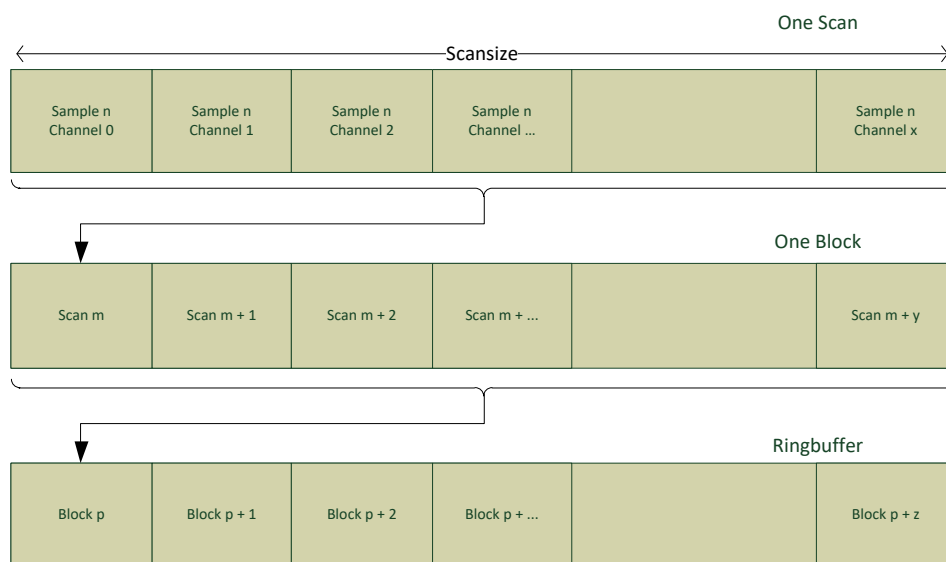 One Scan
Scansize
Sample n
Channel 0
Sample n
Channel 1
Sample n
Channel 2
Sample n
Channel ...
Sample n
Channel x
One Block
Scan m
Scan m + 1
Scan m + 2
Scan m + ...
Scan m + y
Ringbuffer
Block p
Block p + 1
Block p + 2
Block p + ...
Block p + z